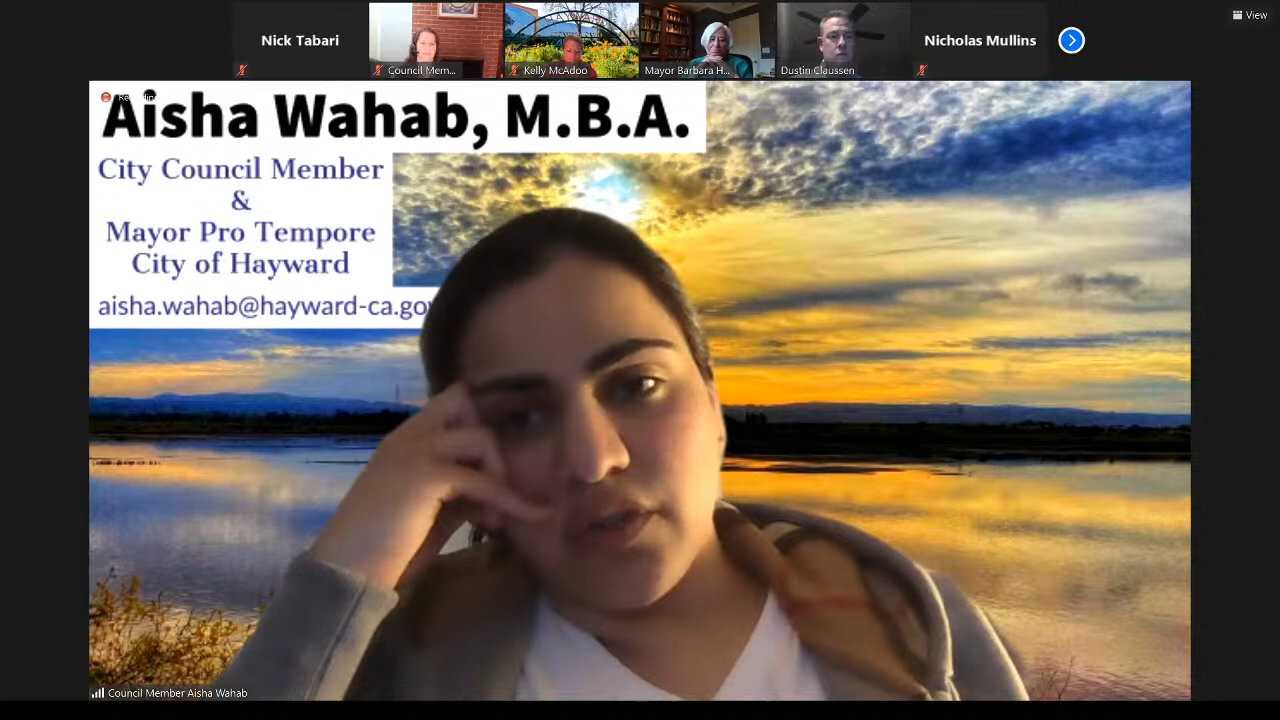 View
Nick Tabari
Council Mem...
Kelly McAdoo
Mayor Barbara H...
Dustin Claussen
Nicholas Mullins
Aisha Wahab, M.B.A.
City Council Member
&
Mayor Pro Tempore
City of Hayward
aisha.wahab@hayward-ca.gov
Council Member Aisha Wahab